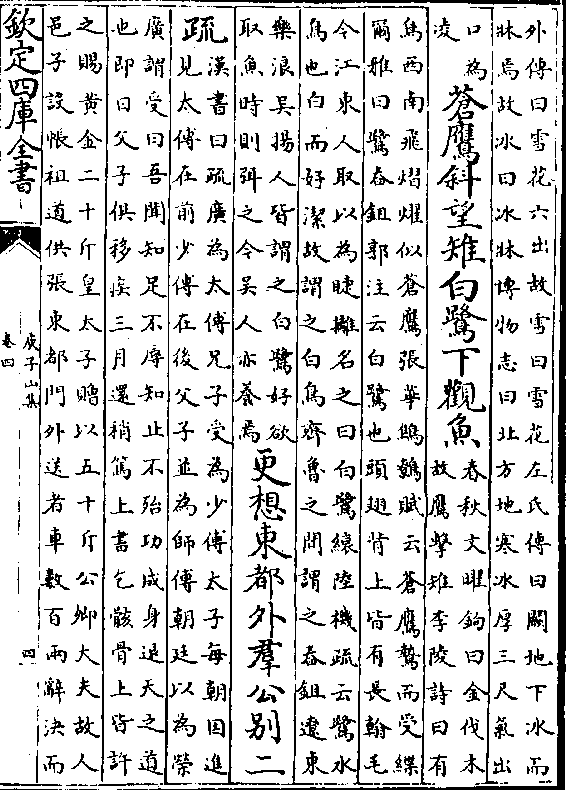 外傳曰雪花六出故雪曰雪花左氏傳曰闕地下冰而
牀焉故冰曰冰牀博物志曰北方地寒冰厚三尺氣出
口為
凌
蒼鷹斜望雉白鷺下觀魚
春秋文曜鉤曰金伐木
故鷹擊雉李陵詩曰有
鳥西南飛熠燿似蒼鷹張華鷦鷯賦云蒼鷹鷙而受緤
爾雅曰鷺舂鉏郭注云白鷺也頭翅背上皆有長翰毛
今江東人取以為睫攡名之曰白鷺縗陸機疏云鷺水
鳥也白而好潔故謂之白鳥齊魯之間謂之舂鉏遼東
樂浪吳揚人皆謂之白鷺好欲
取魚時則弭之今吳人亦養焉
更想東都外羣公别二
疏
漢書曰疏廣為太傅兄子受為少傅太子每朝因進
見太傅在前少傅在後父子並為師傅朝廷以為榮
廣謂受曰吾聞知足不辱知止不殆功成身退天之道
也即日父子俱移疾三月還稍篤上書乞骸骨上皆許
之賜黃金二十斤皇太子贈以五十斤公卿大夫故人
邑子設帳祖道供張東都門外送者車數百兩辭決而
欽定四庫全書
庾子山集
卷四
四